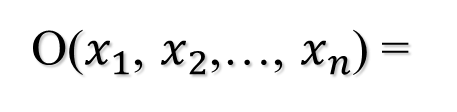 O(x₁, x₂,..., xₙ) =